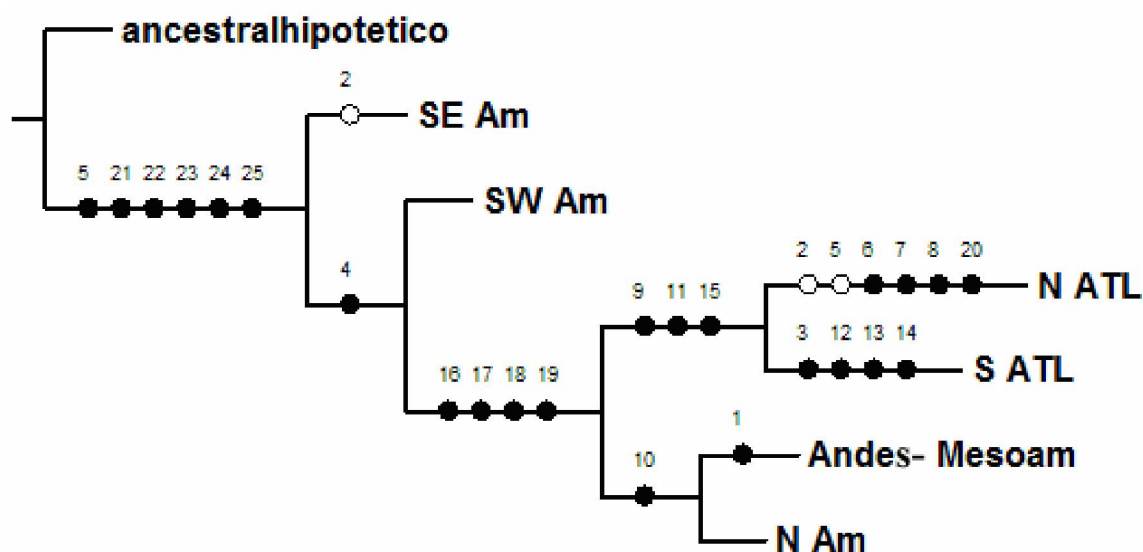 ancestralhipotetico
2
SE Am
5 21 22 23 24 25
SW Am
4
2 5 6 7 8 20
N ATL
9 11 15
3 12 13 14
S ATL
16 17 18 19
1
Andes- Mesoam
10
N Am